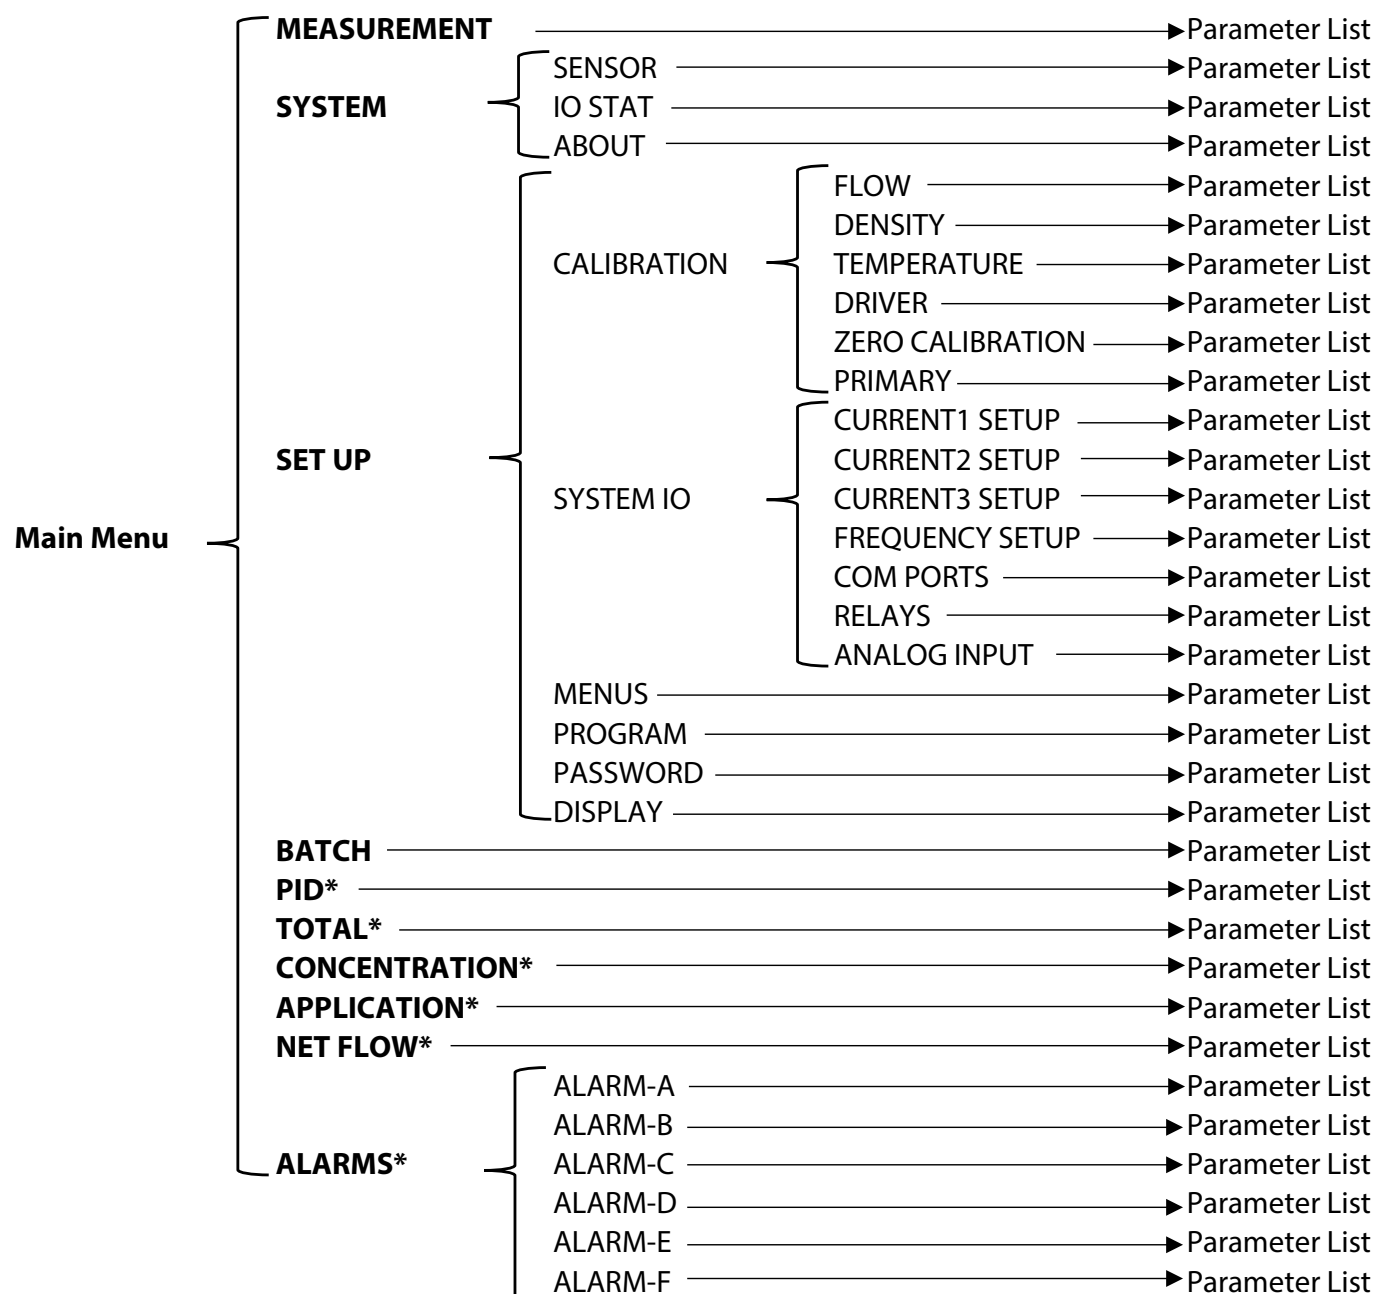 MEASUREMENT Parameter List
SENSOR Parameter List
SYSTEM IO STAT Parameter List
ABOUT Parameter List
FLOW Parameter List
DENSITY Parameter List
CALIBRATION TEMPERATURE Parameter List
DRIVER Parameter List
ZERO CALIBRATION Parameter List
PRIMARY Parameter List
CURRENT1 SETUP Parameter List
SET UP CURRENT2 SETUP Parameter List
SYSTEM IO CURRENT3 SETUP Parameter List
Main Menu FREQUENCY SETUP Parameter List
COM PORTS Parameter List
RELAYS Parameter List
ANALOG INPUT Parameter List
MENUS Parameter List
PROGRAM Parameter List
PASSWORD Parameter List
DISPLAY Parameter List
BATCH Parameter List
PID* Parameter List
TOTAL* Parameter List
CONCENTRATION* Parameter List
APPLICATION* Parameter List
NET FLOW* Parameter List
ALARM-A Parameter List
ALARM-B Parameter List
ALARMS* ALARM-C Parameter List
ALARM-D Parameter List
ALARM-E Parameter List
ALARM-F Parameter List